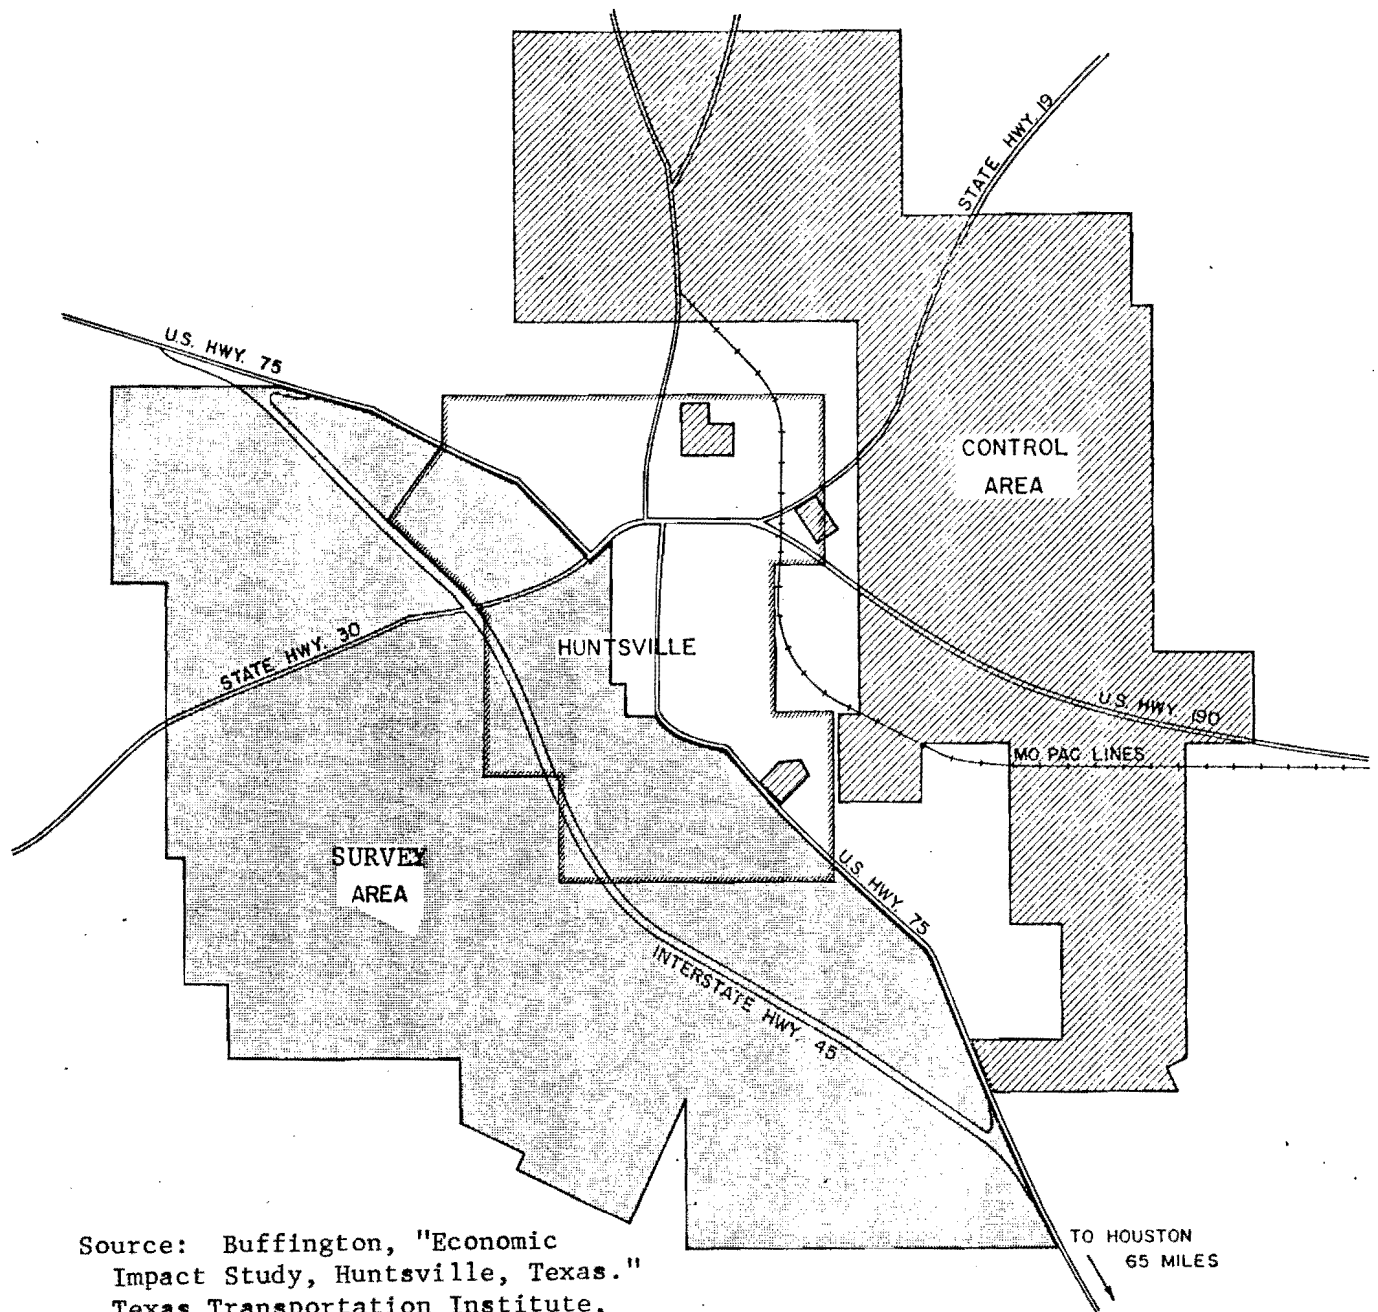 STATE HWY. 19
U.S. HWY. 75
CONTROL
AREA
HUNTSVILLE
STATE HWY. 30
U.S. HWY. 190
MO. PAC LINES
SURVEY
AREA
U.S. HWY. 75
INTERSTATE HWY. 45
TO HOUSTON
65 MILES
Source: Buffington, "Economic
Impact Study, Huntsville, Texas."
Texas Transportation Institute,